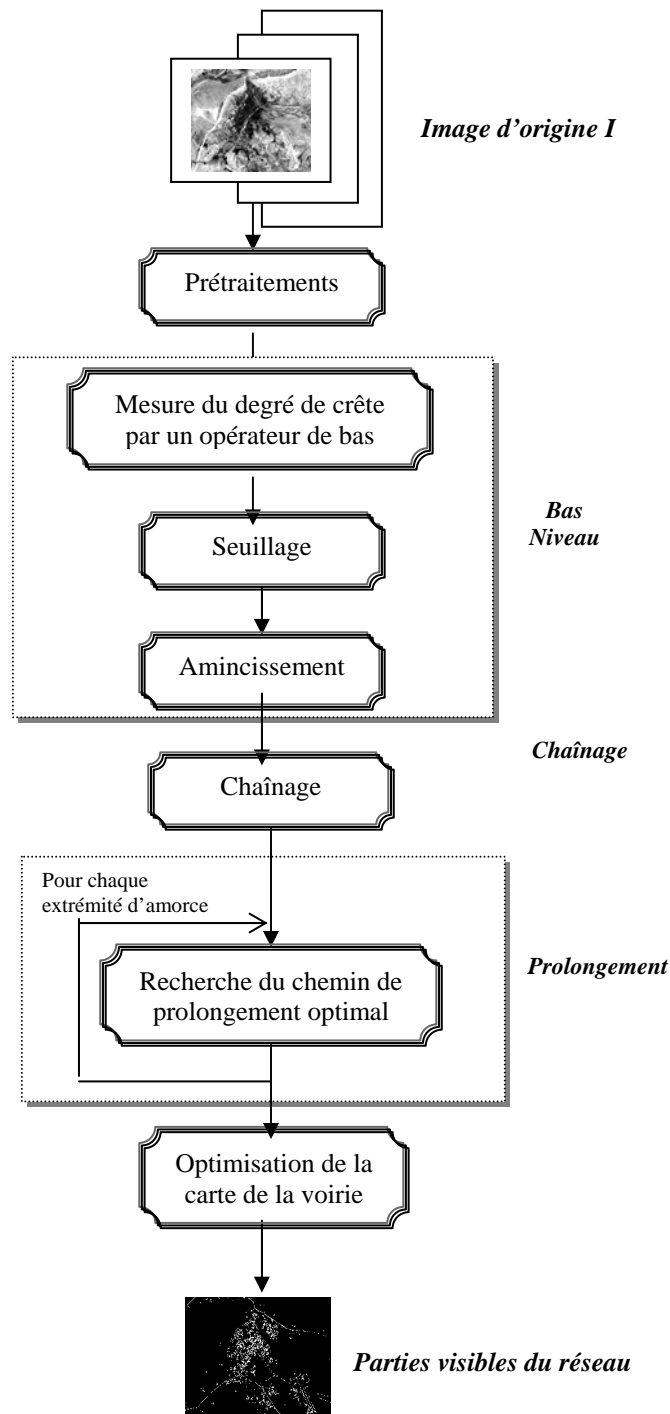 Image d'origine I
Prétraitements
Mesure du degré de crête
par un opérateur de bas
Bas
Niveau
Seuillage
Amincissement
Chaînage
Chaînage
Pour chaque
extrémité d'amorce
Prolongement
Recherche du chemin de
prolongement optimal
Optimisation de la
carte de la voirie
Parties visibles du réseau